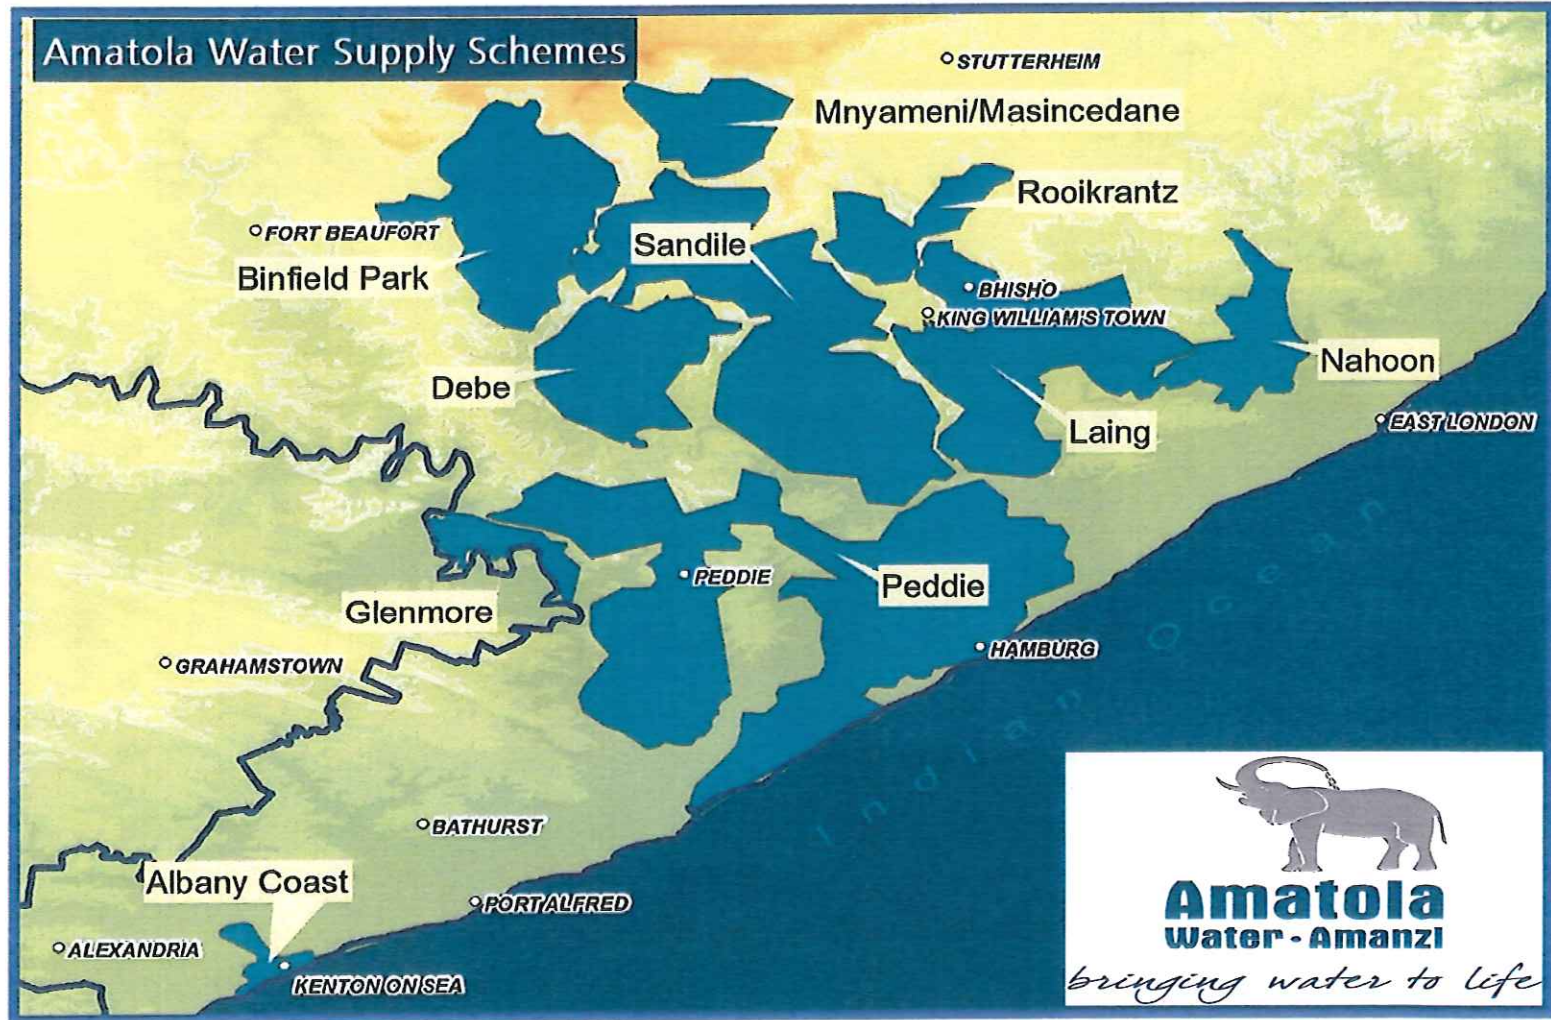 Amatola Water Supply Schemes
STUTTERHEIM
Mnyameni/Masincedane
Rooikrantz
FORT BEAUFORT
Sandile
Binfield Park
BHISHO
KING WILLIAM'S TOWN
Nahoon
Debe
Laing
EAST LONDON
PEDDIE
Peddie
Glenmore
HAMBURG
GRAHAMSTOWN
Indian Ocean
BATHURST
Albany Coast
PORT ALFRED
ALEXANDRIA
KENTON ON SEA
Amatola
Water - Amanzi
bringing water to life